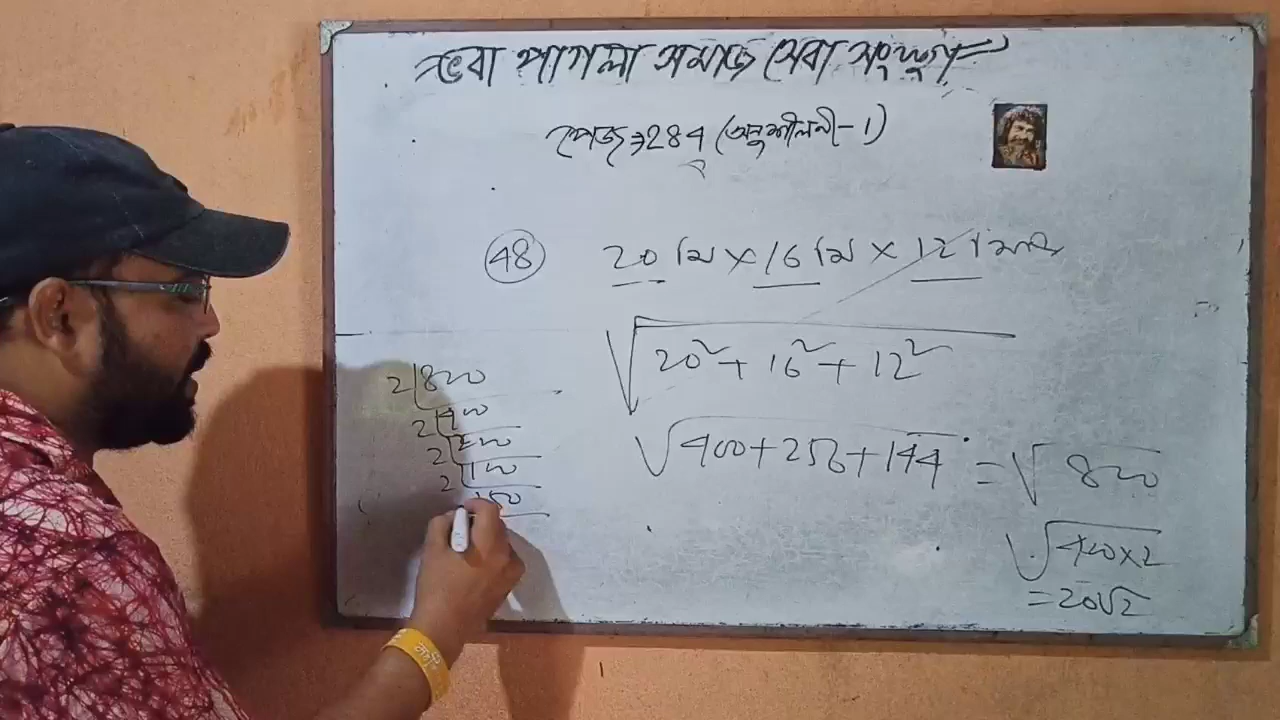 ভবা পাগলা সমাজ সেবা সংঘ
পেজ→284 (অনুশীলনী-1)
48 20 মি × 16 মি × 12 মি
√20²+16²+12²
√400+256+144 = √800
√400×2
=20√2
2|800
2|400
2|200
2|100
50